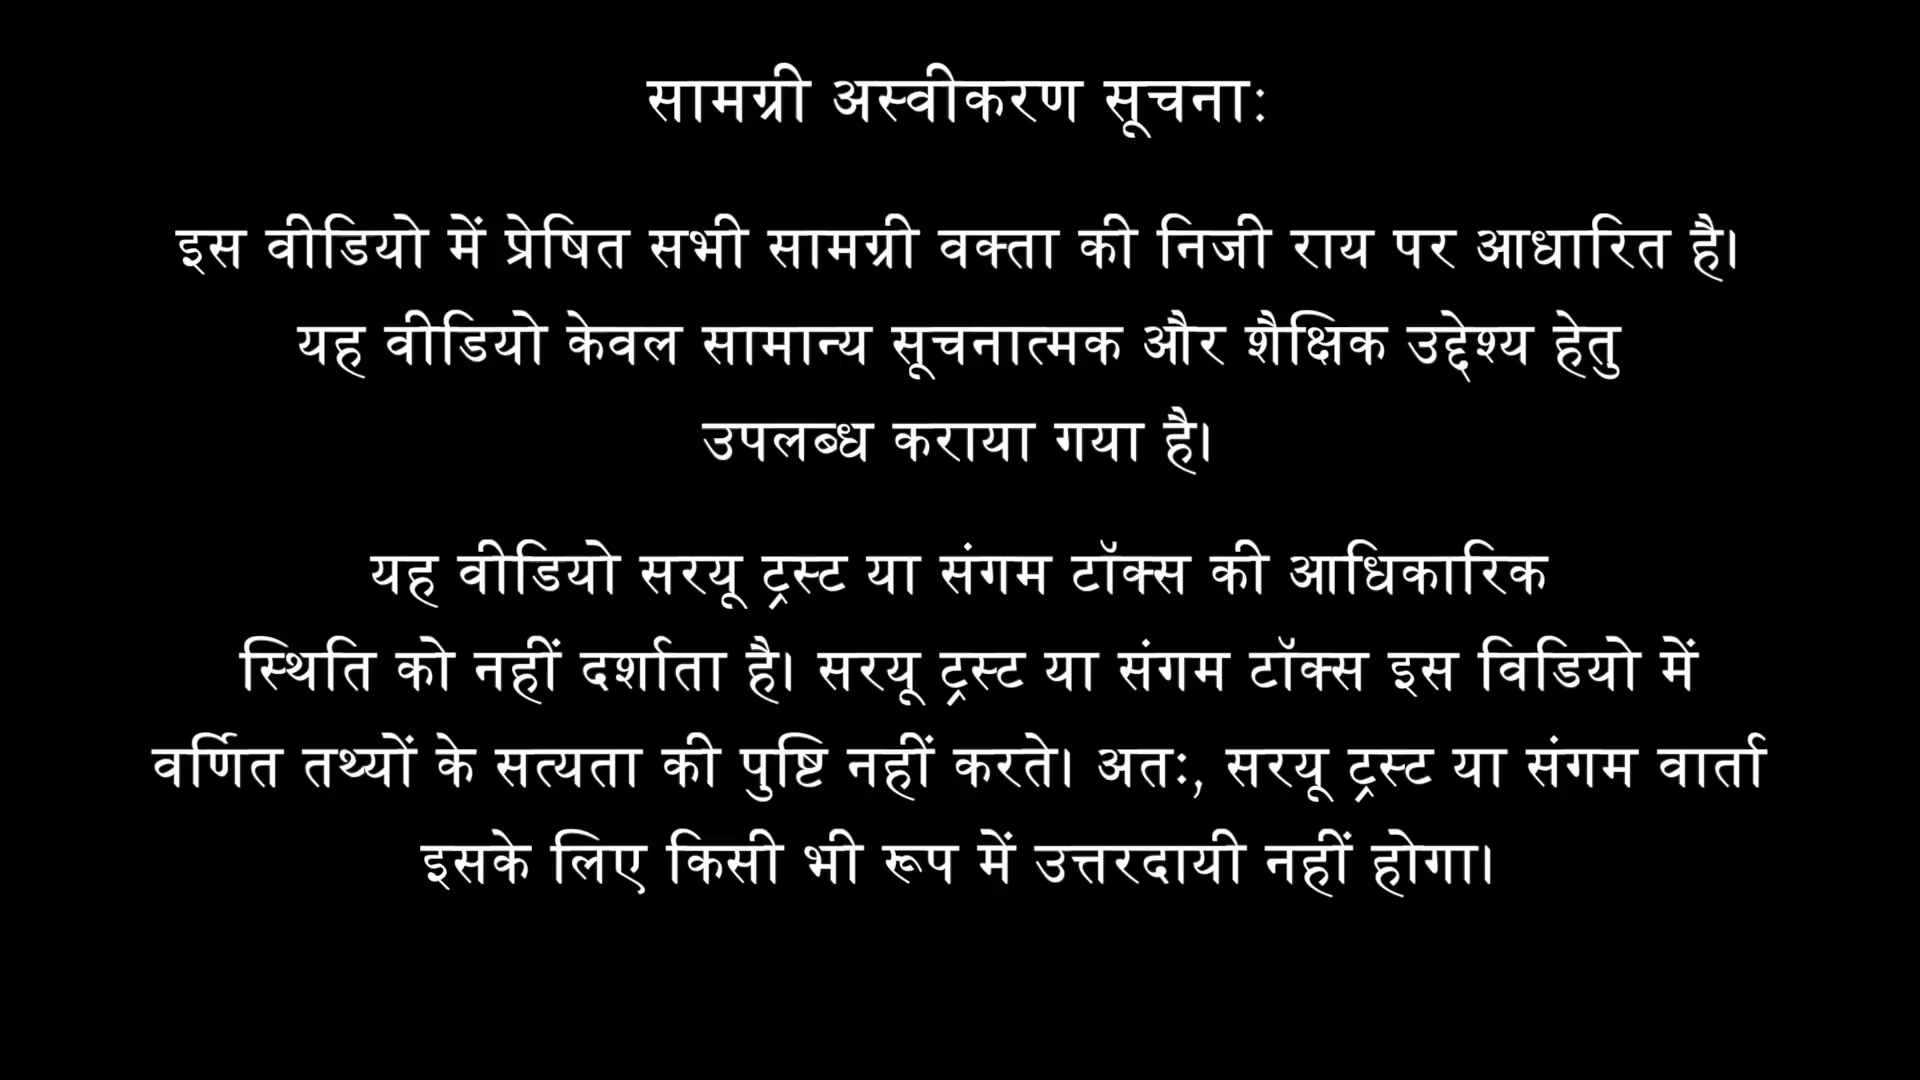 सामग्री अस्वीकरण सूचना:
इस वीडियो में प्रेषित सभी सामग्री वक्ता की निजी राय पर आधारित है।
यह वीडियो केवल सामान्य सूचनात्मक और शैक्षिक उद्देश्य हेतु
उपलब्ध कराया गया है।
यह वीडियो सरयू ट्रस्ट या संगम टॉक्स की आधिकारिक
स्थिति को नहीं दर्शाता है। सरयू ट्रस्ट या संगम टॉक्स इस विडियो में
वर्णित तथ्यों के सत्यता की पुष्टि नहीं करते। अतः, सरयू ट्रस्ट या संगम वार्ता
इसके लिए किसी भी रूप में उत्तरदायी नहीं होगा।